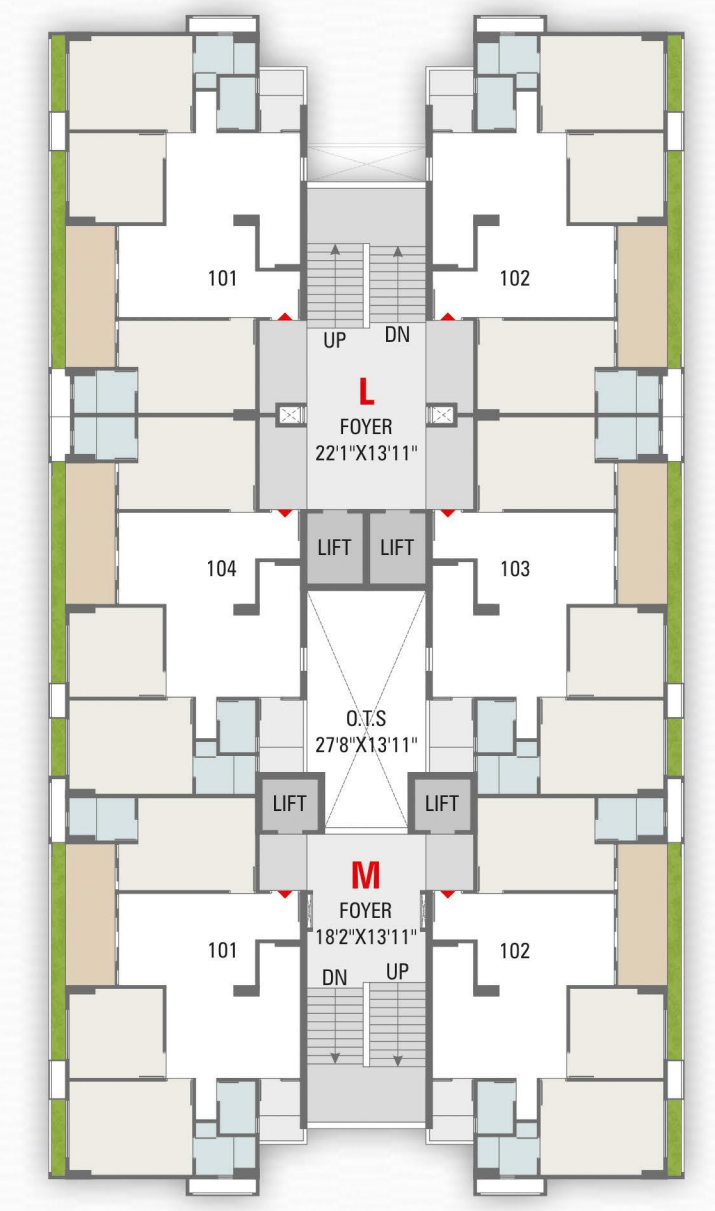 101
102
UP
DN
L
FOYER
22'1"X13'11"
LIFT
LIFT
104
103
O.T.S
27'8"X13'11"
LIFT
LIFT
M
FOYER
18'2"X13'11"
101
102
DN
UP